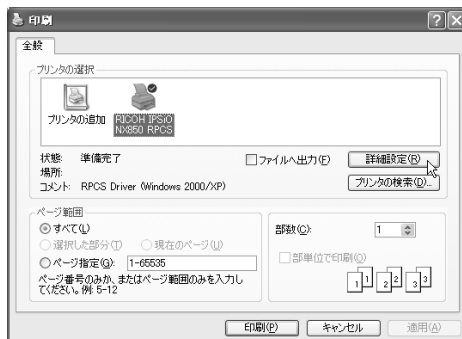 印刷
全般
プリンタの選択
プリンタの追加
RICOH IPSiO
NX850 RPCS
状態: 準備完了
場所:
コメント: RPCS Driver (Windows 2000/XP)
ファイルへ出力(F)
詳細設定(R)
プリンタの検索(D)...
ページ範囲
すべて(L)
選択した部分(T)
現在のページ(U)
ページ指定(G): 1-65535
ページ番号のみか、またはページ範囲のみを入力し
てください。例: 5-12
部数(C): 1
部単位で印刷(O)
1 1 2 2 3 3
印刷(P)
キャンセル
適用(A)